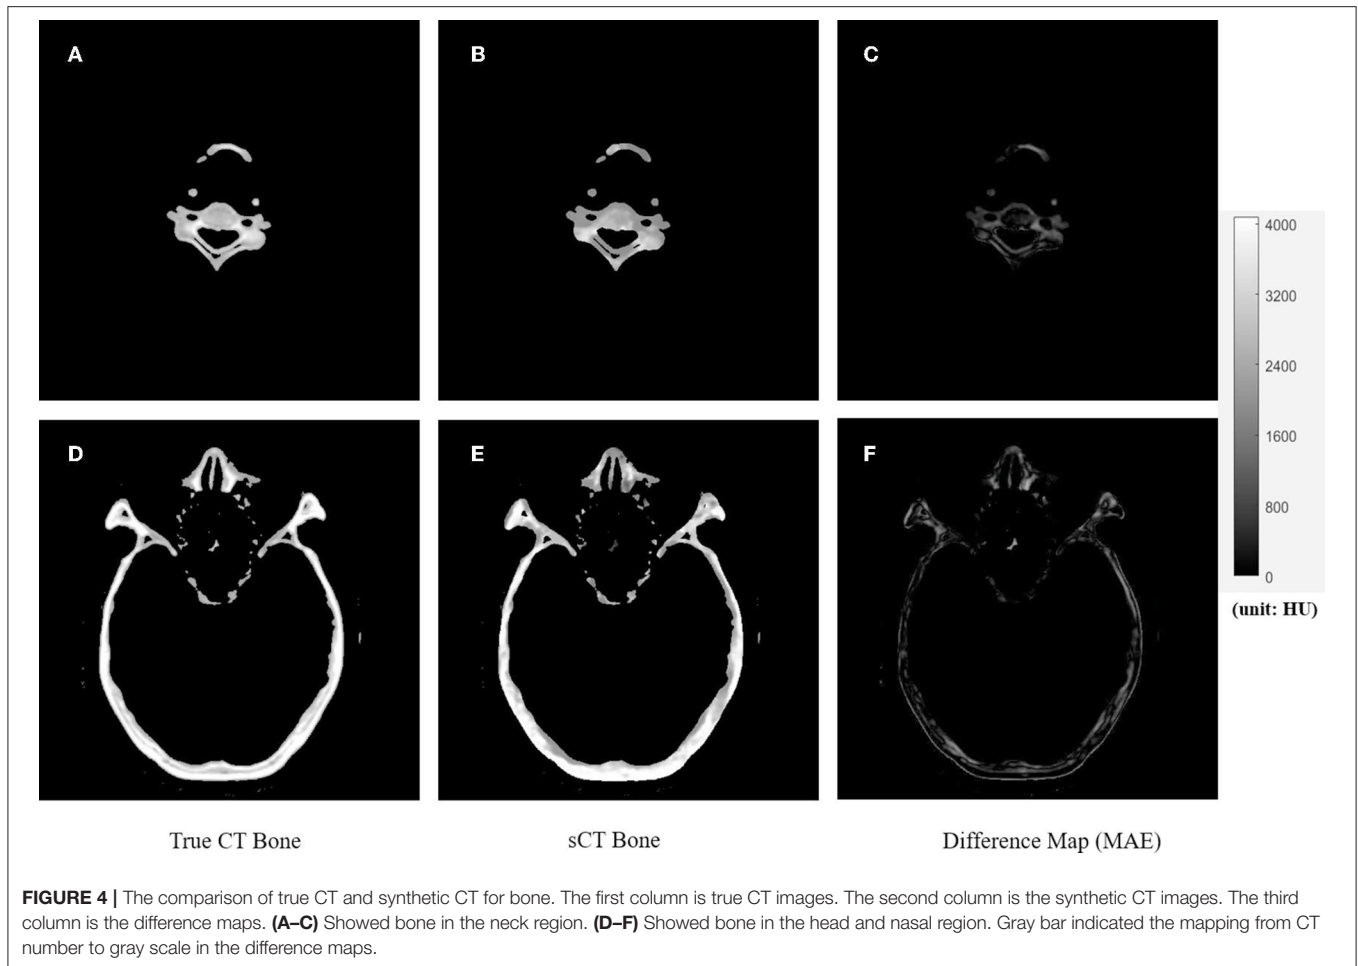 A
B
C
4000
3200
2400
1600
800
0
(unit: HU)
D
E
F
True CT Bone
sCT Bone
Difference Map (MAE)
FIGURE 4 | The comparison of true CT and synthetic CT for bone. The first column is true CT images. The second column is the synthetic CT images. The third
column is the difference maps. (A–C) Showed bone in the neck region. (D–F) Showed bone in the head and nasal region. Gray bar indicated the mapping from CT
number to gray scale in the difference maps.